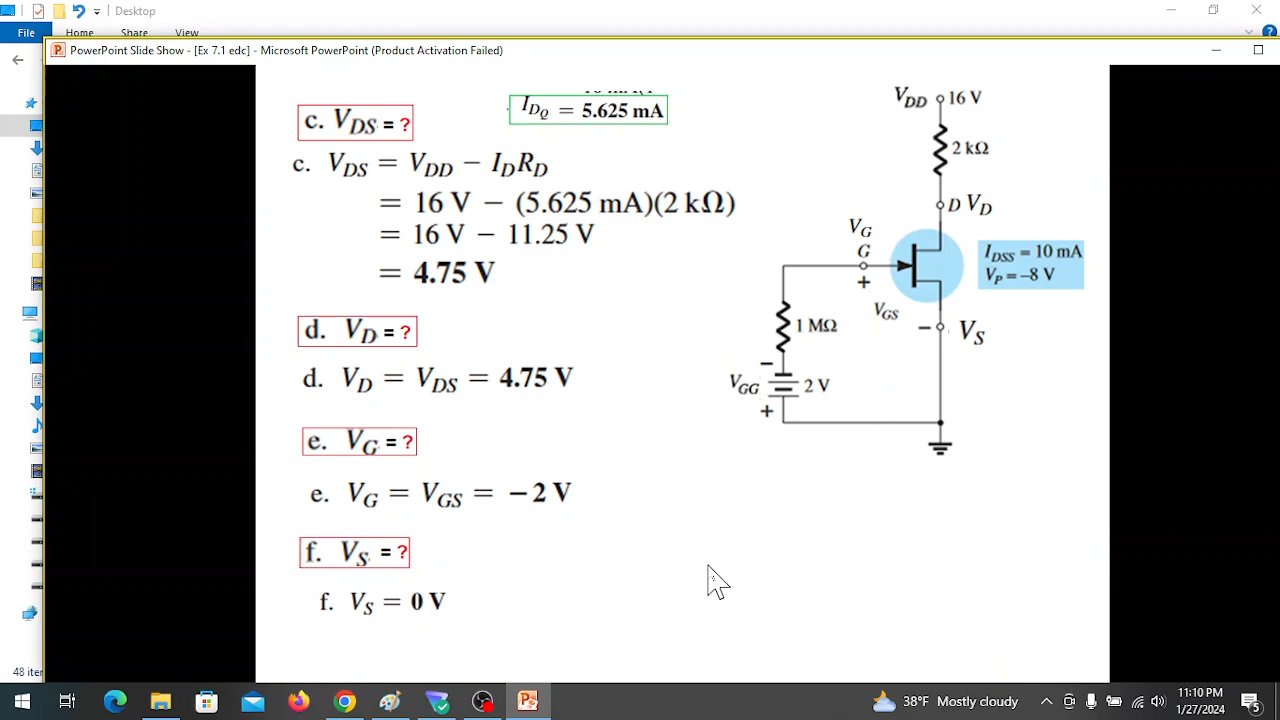 Desktop
File
Home
Share
View
PowerPoint Slide Show - [Ex 7.1 edc] - Microsoft PowerPoint (Product Activation Failed)
c. VDS = ?
IDQ = 5.625 mA
c. VDS = VDD − IDRD
= 16 V − (5.625 mA)(2 kΩ)
= 16 V − 11.25 V
= 4.75 V
d. VD = ?
d. VD = VDS = 4.75 V
e. VG = ?
e. VG = VGS = −2 V
f. VS = ?
f. VS = 0 V
VDD 16 V
2 kΩ
D VD
VG
G
+
IDSS = 10 mA
VP = −8 V
VGS
− VS
1 MΩ
−
VGG 2 V
+
48 iter
38°F Mostly cloudy
11:10 PM
1/27/2024
5